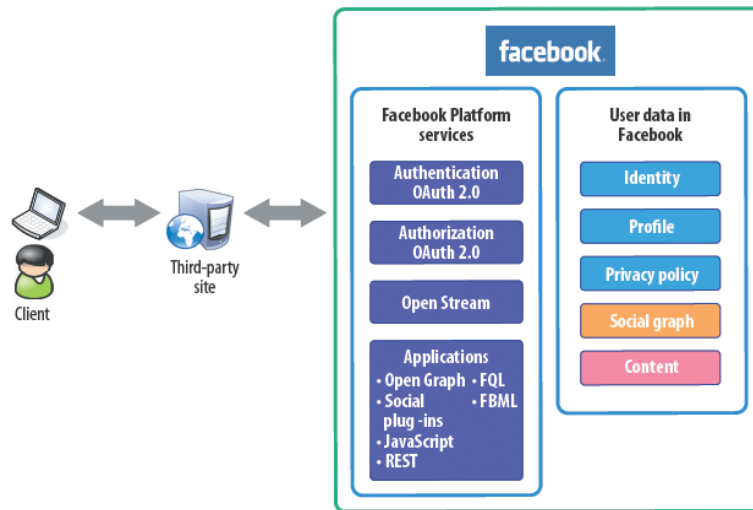 facebook.
Facebook Platform
services
Authentication
OAuth 2.0
Authorization
OAuth 2.0
Open Stream
Applications
• Open Graph • FQL
• Social • FBML
plug -ins
• JavaScript
• REST
User data in
Facebook
Identity
Profile
Privacy policy
Social graph
Content
Third-party
site
Client